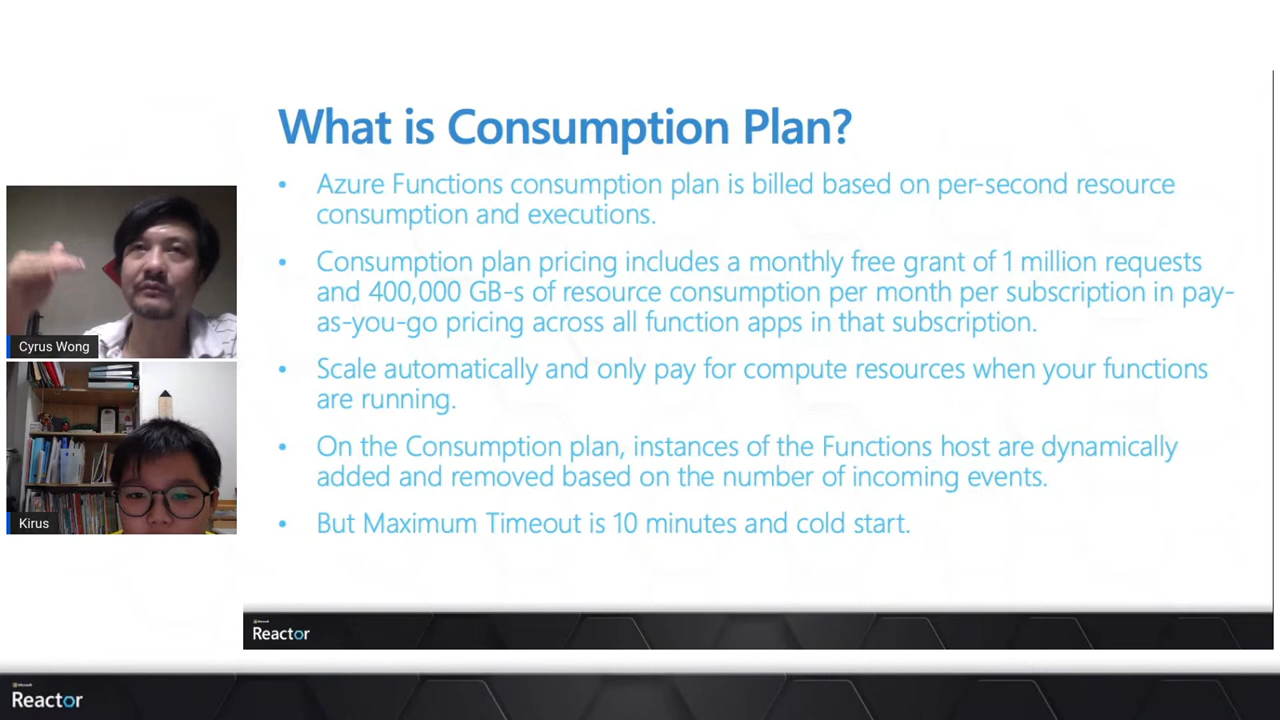 What is Consumption Plan?
• Azure Functions consumption plan is billed based on per-second resource
consumption and executions.
• Consumption plan pricing includes a monthly free grant of 1 million requests
and 400,000 GB-s of resource consumption per month per subscription in pay-
as-you-go pricing across all function apps in that subscription.
• Scale automatically and only pay for compute resources when your functions
are running.
• On the Consumption plan, instances of the Functions host are dynamically
added and removed based on the number of incoming events.
• But Maximum Timeout is 10 minutes and cold start.
Cyrus Wong
Kirus
Microsoft
Reactor
Microsoft
Reactor